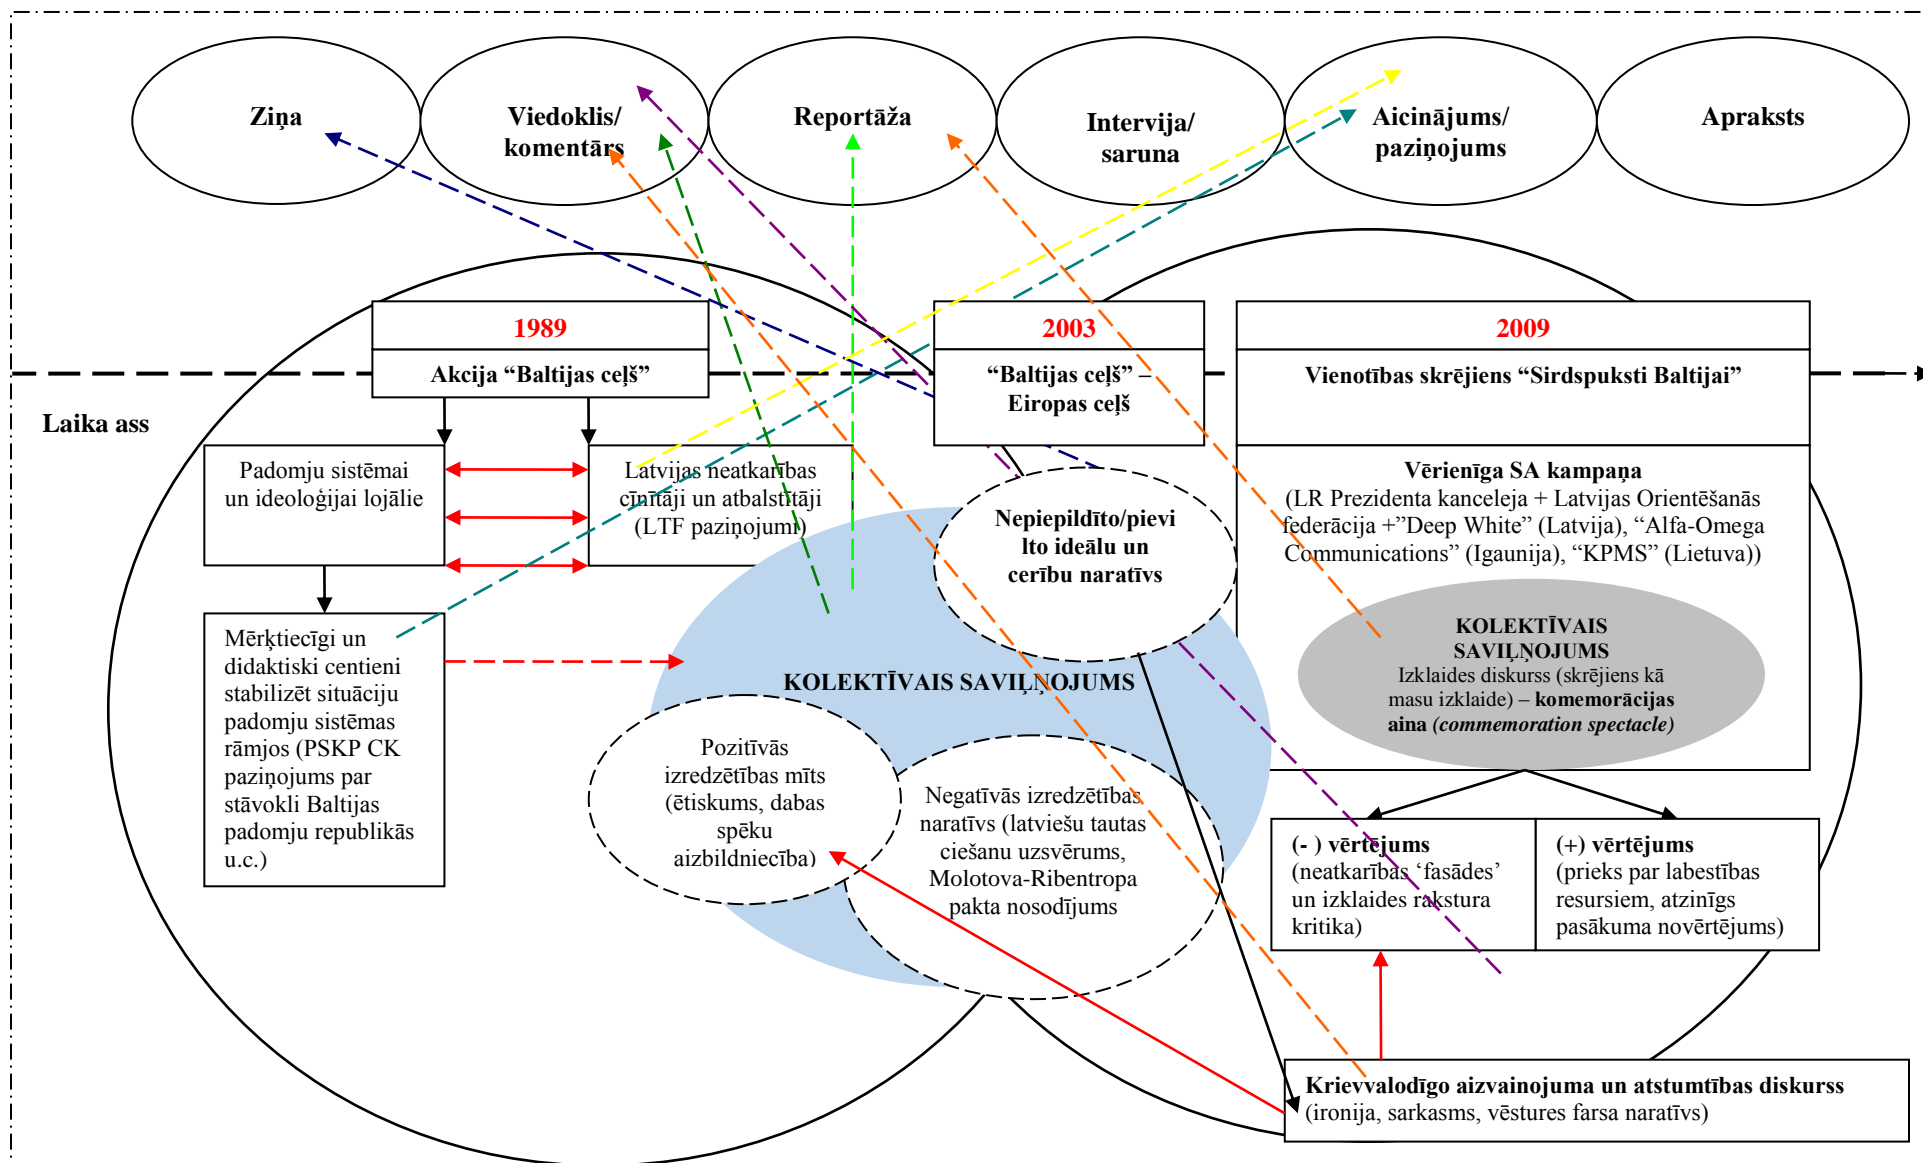 Ziņa
Viedoklis/
komentārs
Reportāža
Intervija/
saruna
Aicinājums/
paziņojums
Apraksts
1989
Akcija “Baltijas ceļš”
2003
“Baltijas ceļš” –
Eiropas ceļš
2009
Vienotības skrējiens “Sirdspuksti Baltijai”
Laika ass
Padomju sistēmai
un ideoloģijai lojālie
Latvijas neatkarības
cīnītāji un atbalstītāji
(LTF paziņojumi)
Mērķtiecīgi un
didaktiski centieni
stabilizēt situāciju
padomju sistēmas
rāmjos (PSKP CK
paziņojums par
stāvokli Baltijas
padomju republikās
u.c.)
Nepiepildīto/pievi
lto ideālu un
cerību naratīvs
KOLEKTĪVAIS SAVIĻŅOJUMS
Pozitīvās
izredzētības mīts
(ētiskums, dabas
spēku
aizbildniecība)
Negatīvās izredzētības
naratīvs (latviešu tautas
ciešanu uzsvērums,
Molotova-Ribentropa
pakta nosodījums
Vērienīga SA kampaņa
(LR Prezidenta kanceleja + Latvijas Orientēšanās
federācija +”Deep White” (Latvija), “Alfa-Omega
Communications” (Igaunija), “KPMS” (Lietuva))
KOLEKTĪVAIS
SAVIĻŅOJUMS
Izklaides diskurss (skrējiens kā
masu izklaide) – komemorācijas
aina (commemoration spectacle)
(- ) vērtējums
(neatkarības ‘fasādes’
un izklaides rakstura
kritika)
(+) vērtējums
(prieks par labestības
resursiem, atzinīgs
pasākuma novērtējums)
Krievvalodīgo aizvainojuma un atstumtības diskurss
(ironija, sarkasms, vēstures farsa naratīvs)